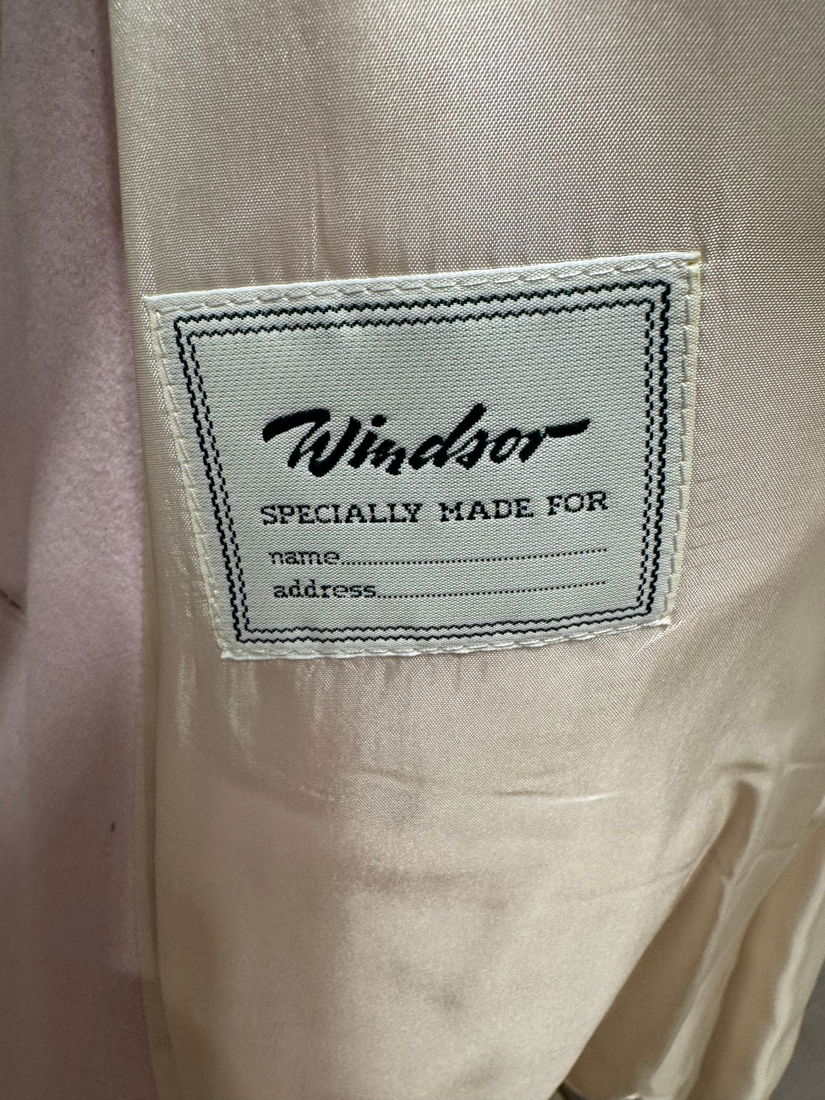 Windsor
SPECIALLY MADE FOR
name........................................
address...................................